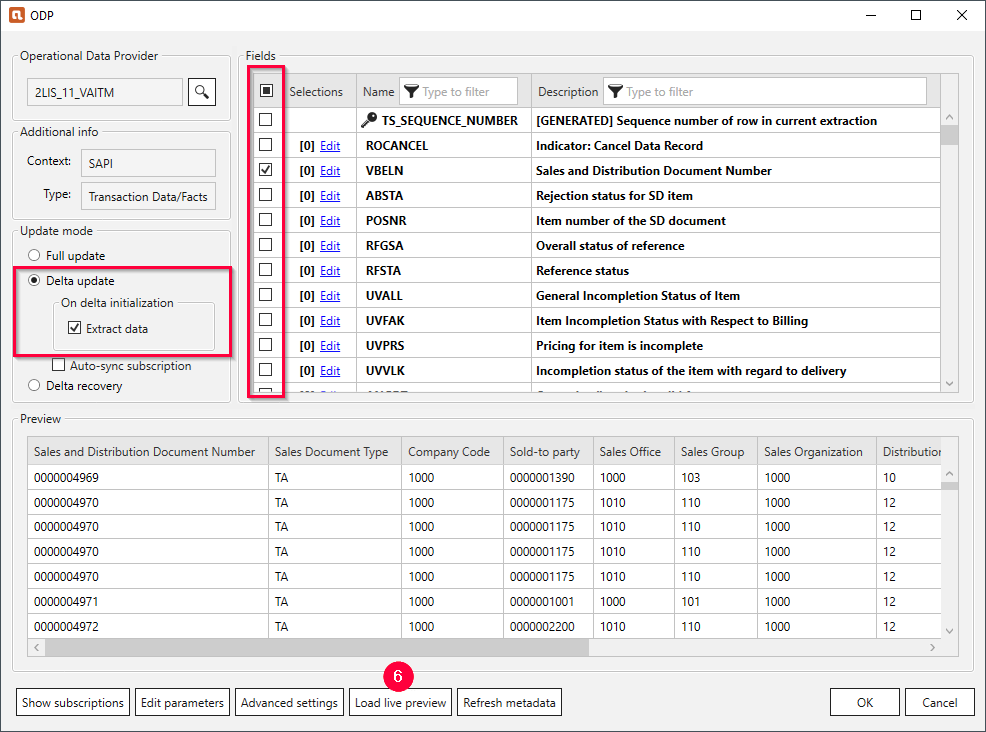 ODP
Operational Data Provider
2LIS_11_VAITM
Additional info
Context: SAPI
Type: Transaction Data/Facts
Update mode
Full update
Delta update
On delta initialization
Extract data
Auto-sync subscription
Delta recovery
Fields
Selections Name Type to filter Description Type to filter
TS_SEQUENCE_NUMBER [GENERATED] Sequence number of row in current extraction
[0] Edit ROCANCEL Indicator: Cancel Data Record
[0] Edit VBELN Sales and Distribution Document Number
[0] Edit ABSTA Rejection status for SD item
[0] Edit POSNR Item number of the SD document
[0] Edit RFGSA Overall status of reference
[0] Edit RFSTA Reference status
[0] Edit UVALL General Incompletion Status of Item
[0] Edit UVFAK Item Incompletion Status with Respect to Billing
[0] Edit UVPRS Pricing for item is incomplete
[0] Edit UVVLK Incompletion status of the item with regard to delivery
Preview
Sales and Distribution Document Number Sales Document Type Company Code Sold-to party Sales Office Sales Group Sales Organization Distribution
0000004969 TA 1000 0000001390 1000 103 1000 10
0000004970 TA 1000 0000001175 1010 110 1000 12
0000004970 TA 1000 0000001175 1010 110 1000 12
0000004970 TA 1000 0000001175 1010 110 1000 12
0000004970 TA 1000 0000001175 1010 110 1000 12
0000004971 TA 1000 0000001001 1000 101 1000 12
0000004972 TA 1000 0000002200 1010 110 1000 12
6
Show subscriptions Edit parameters Advanced settings Load live preview Refresh metadata OK Cancel